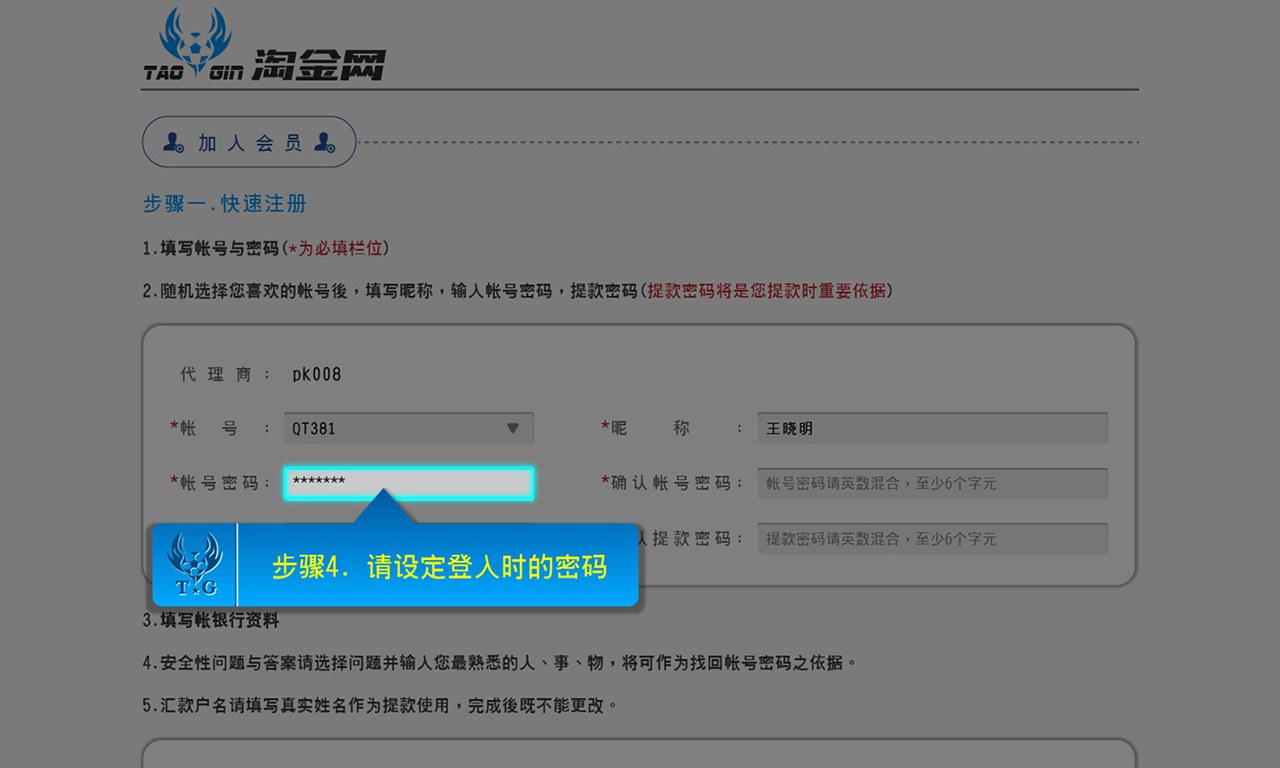 TAO GIN 淘金网
加入会员
步骤一.快速注册
1.填写帐号与密码(*为必填栏位)
2.随机选择您喜欢的帐号後，填写昵称，输入帐号密码，提款密码(提款密码将是您提款时重要依据)
代理商： pk008
*帐号： QT381 ▼ *昵称： 王晓明
*帐号密码： ******* *确认帐号密码： 帐号密码请英数混合，至少6个字元
提款密码： 提款密码请英数混合，至少6个字元
T★G 步骤4. 请设定登入时的密码
3.填写帐银行资料
4.安全性问题与答案请选择问题并输入您最熟悉的人、事、物，将可作为找回帐号密码之依据。
5.汇款户名请填写真实姓名作为提款使用，完成後既不能更改。